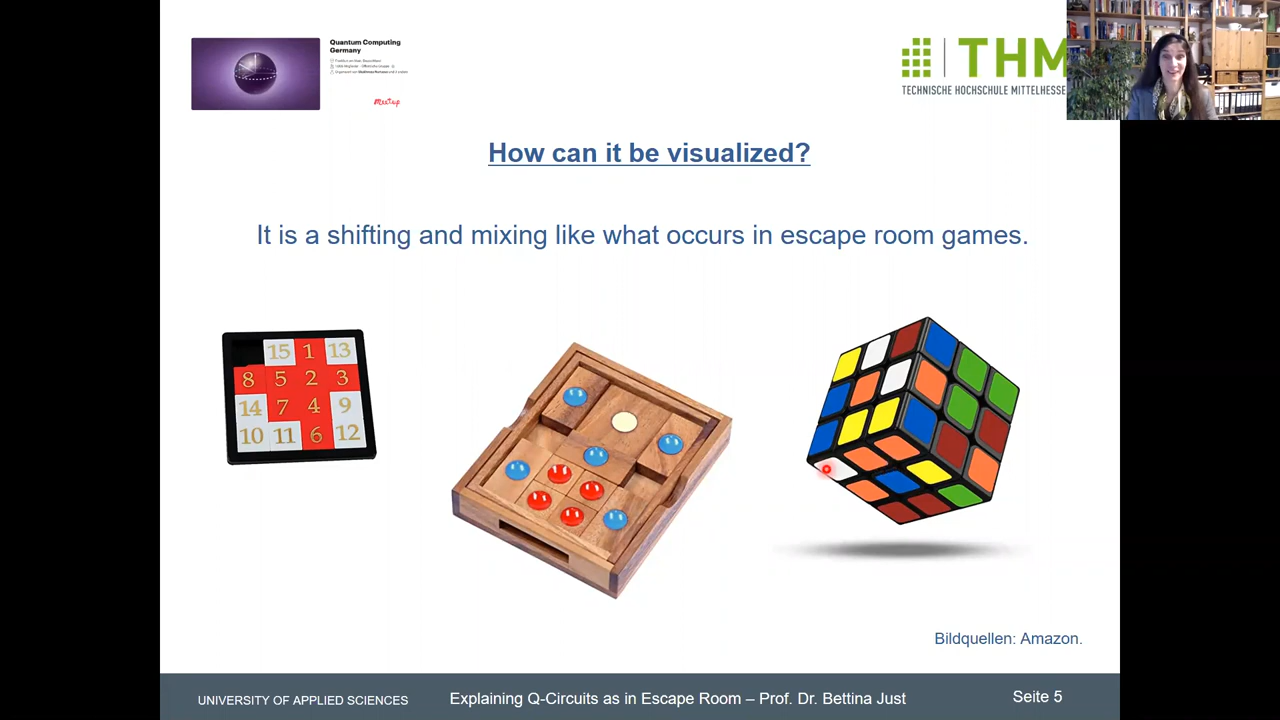 Quantum Computing
Germany
meetup
THM
TECHNISCHE HOCHSCHULE MITTELHESSE
How can it be visualized?
It is a shifting and mixing like what occurs in escape room games.
15 1 13
8 5 2 3
14 7 4 9
10 11 6 12
Bildquellen: Amazon.
UNIVERSITY OF APPLIED SCIENCES
Explaining Q-Circuits as in Escape Room – Prof. Dr. Bettina Just
Seite 5